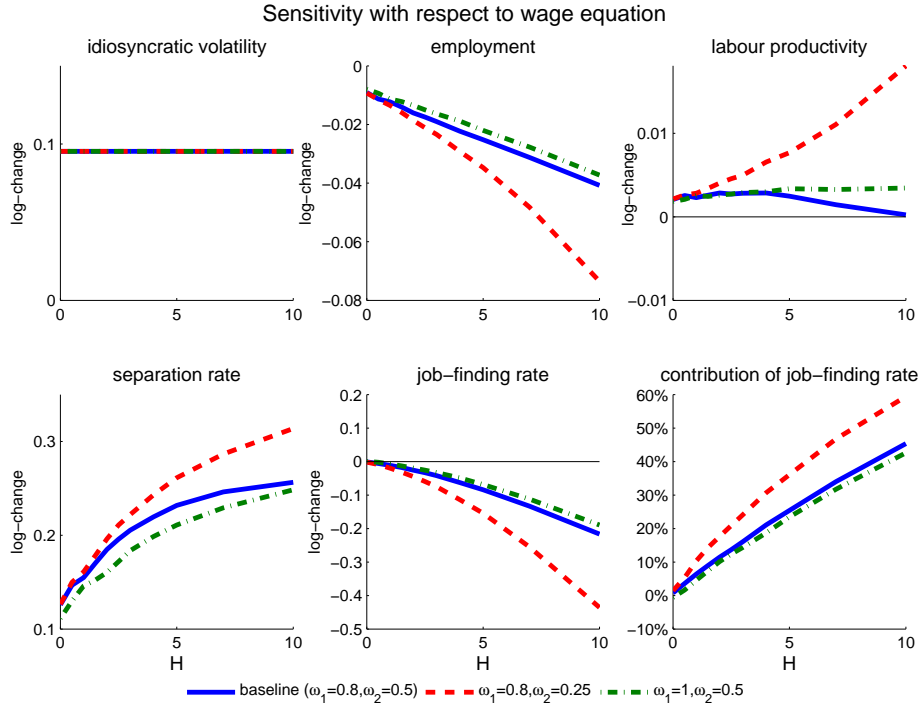 Sensitivity with respect to wage equation
idiosyncratic volatility
employment
labour productivity
log−change
0.1
0
0 5 10
log−change
0
−0.02
−0.04
−0.06
−0.08
0 5 10
log−change
0.01
0
−0.01
0 5 10
separation rate
job−finding rate
contribution of job−finding rate
log−change
0.3
0.2
0.1
0 5 10
H
log−change
0.2
0.1
0
−0.1
−0.2
−0.3
−0.4
−0.5
0 5 10
H
60%
50%
40%
30%
20%
10%
0%
−10%
0 5 10
H
baseline (ω1=0.8,ω2=0.5) ω1=0.8,ω2=0.25 ω1=1,ω2=0.5